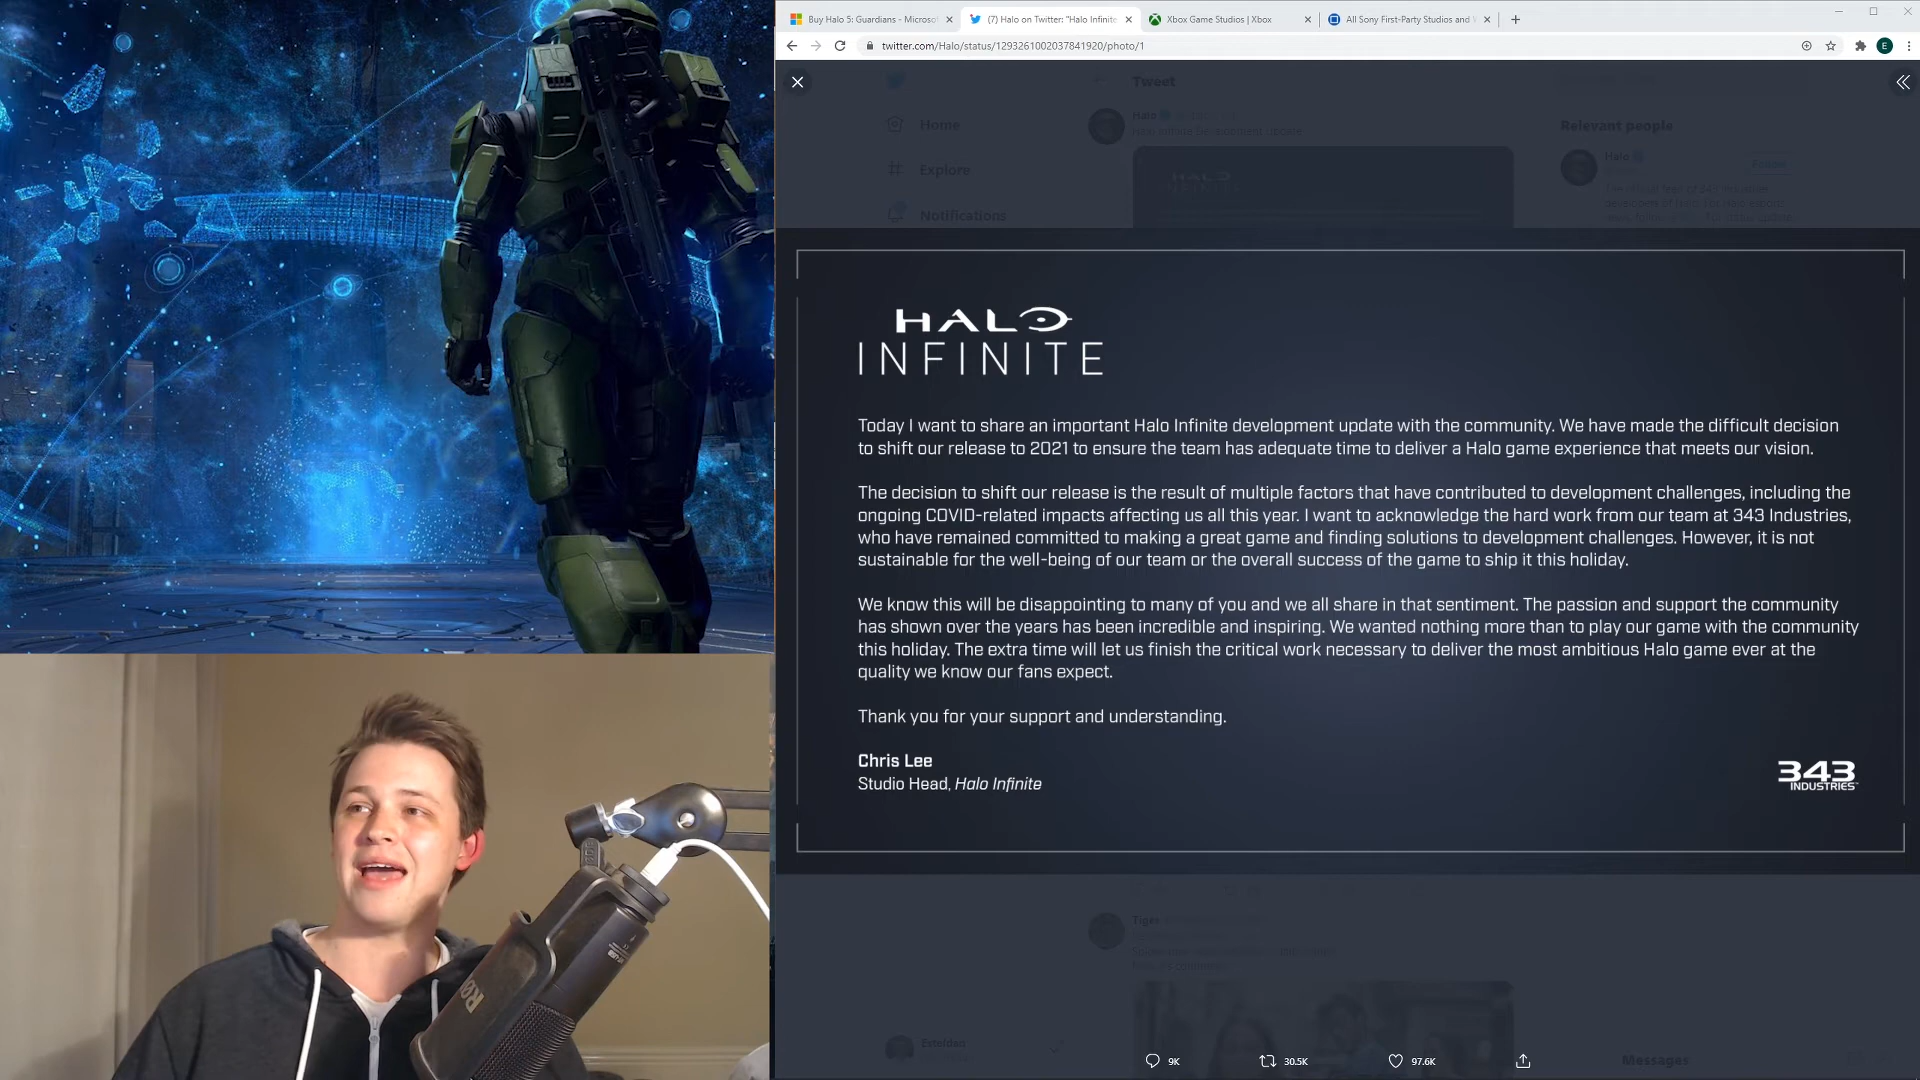 Buy Halo 5: Guardians - Microsof
(7) Halo on Twitter: "Halo Infinite
Xbox Game Studios | Xbox
All Sony First-Party Studios and
twitter.com/Halo/status/1293261002037841920/photo/1
E
Tweet
Home
Halo
Halo Infinite Development Update
Relevant people
Explore
Halo
Follow
Notifications
HALO
INFINITE
HALO
INFINITE
Today I want to share an important Halo Infinite development update with the community. We have made the difficult decision
to shift our release to 2021 to ensure the team has adequate time to deliver a Halo game experience that meets our vision.
The decision to shift our release is the result of multiple factors that have contributed to development challenges, including the
ongoing COVID-related impacts affecting us all this year. I want to acknowledge the hard work from our team at 343 Industries,
who have remained committed to making a great game and finding solutions to development challenges. However, it is not
sustainable for the well-being of our team or the overall success of the game to ship it this holiday.
We know this will be disappointing to many of you and we all share in that sentiment. The passion and support the community
has shown over the years has been incredible and inspiring. We wanted nothing more than to play our game with the community
this holiday. The extra time will let us finish the critical work necessary to deliver the most ambitious Halo game ever at the
quality we know our fans expect.
Thank you for your support and understanding.
Chris Lee
Studio Head, Halo Infinite
343
INDUSTRIES
Tiger
Esteldan
9K
30.5K
97.6K
Messages